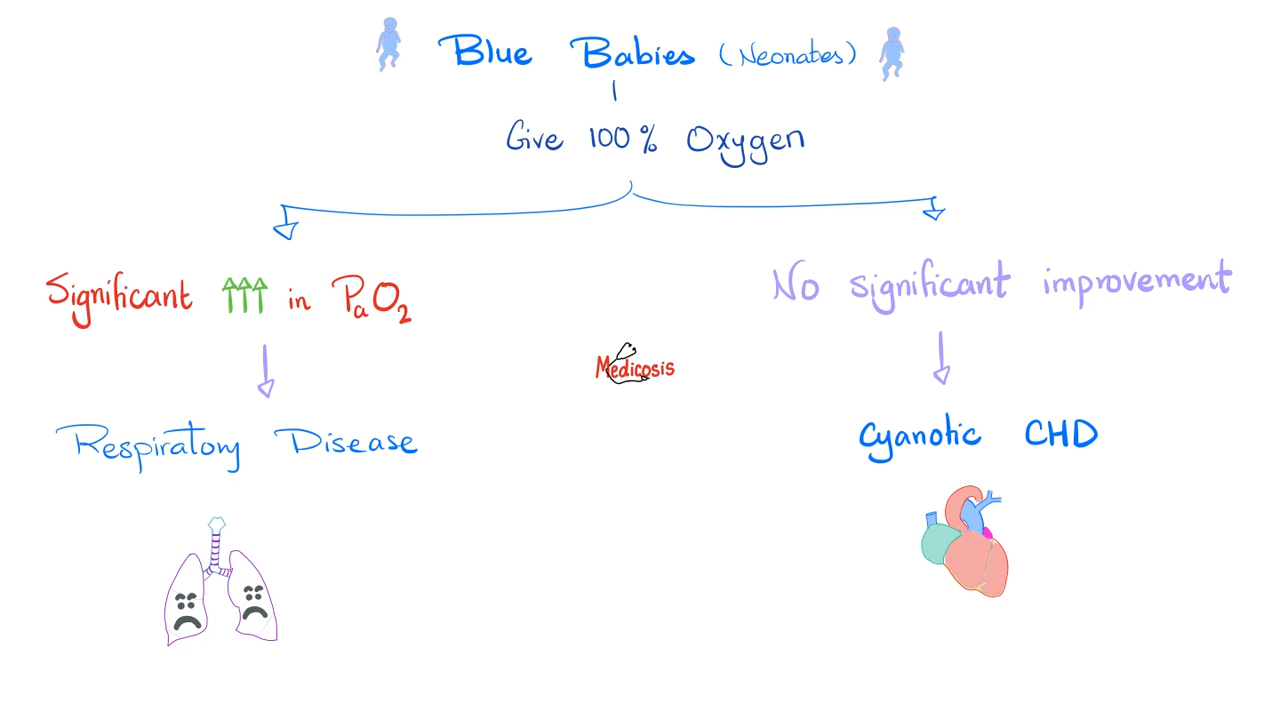 Blue Babies (Neonates)
Give 100% Oxygen
Significant ↑↑↑ in PaO2
No significant improvement
Medicosis
Respiratory Disease
Cyanotic CHD